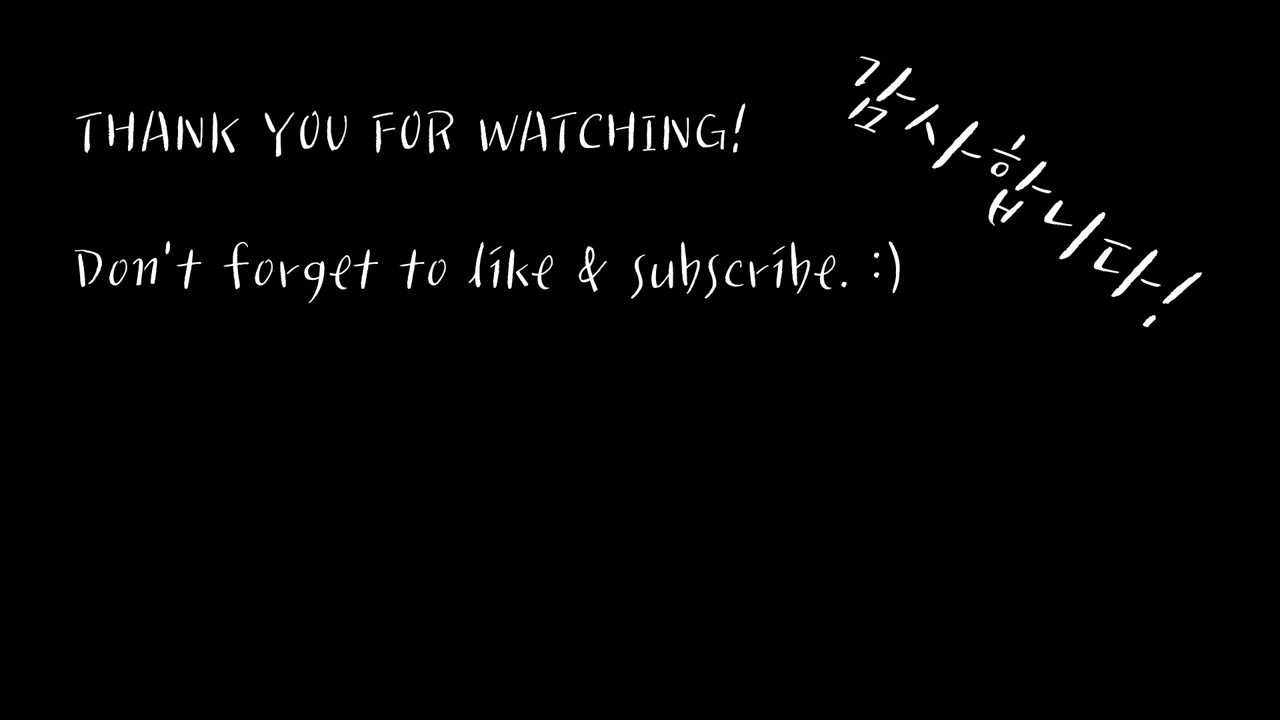 THANK YOU FOR WATCHING!
감사합니다!
Don't forget to like & subscribe. :)